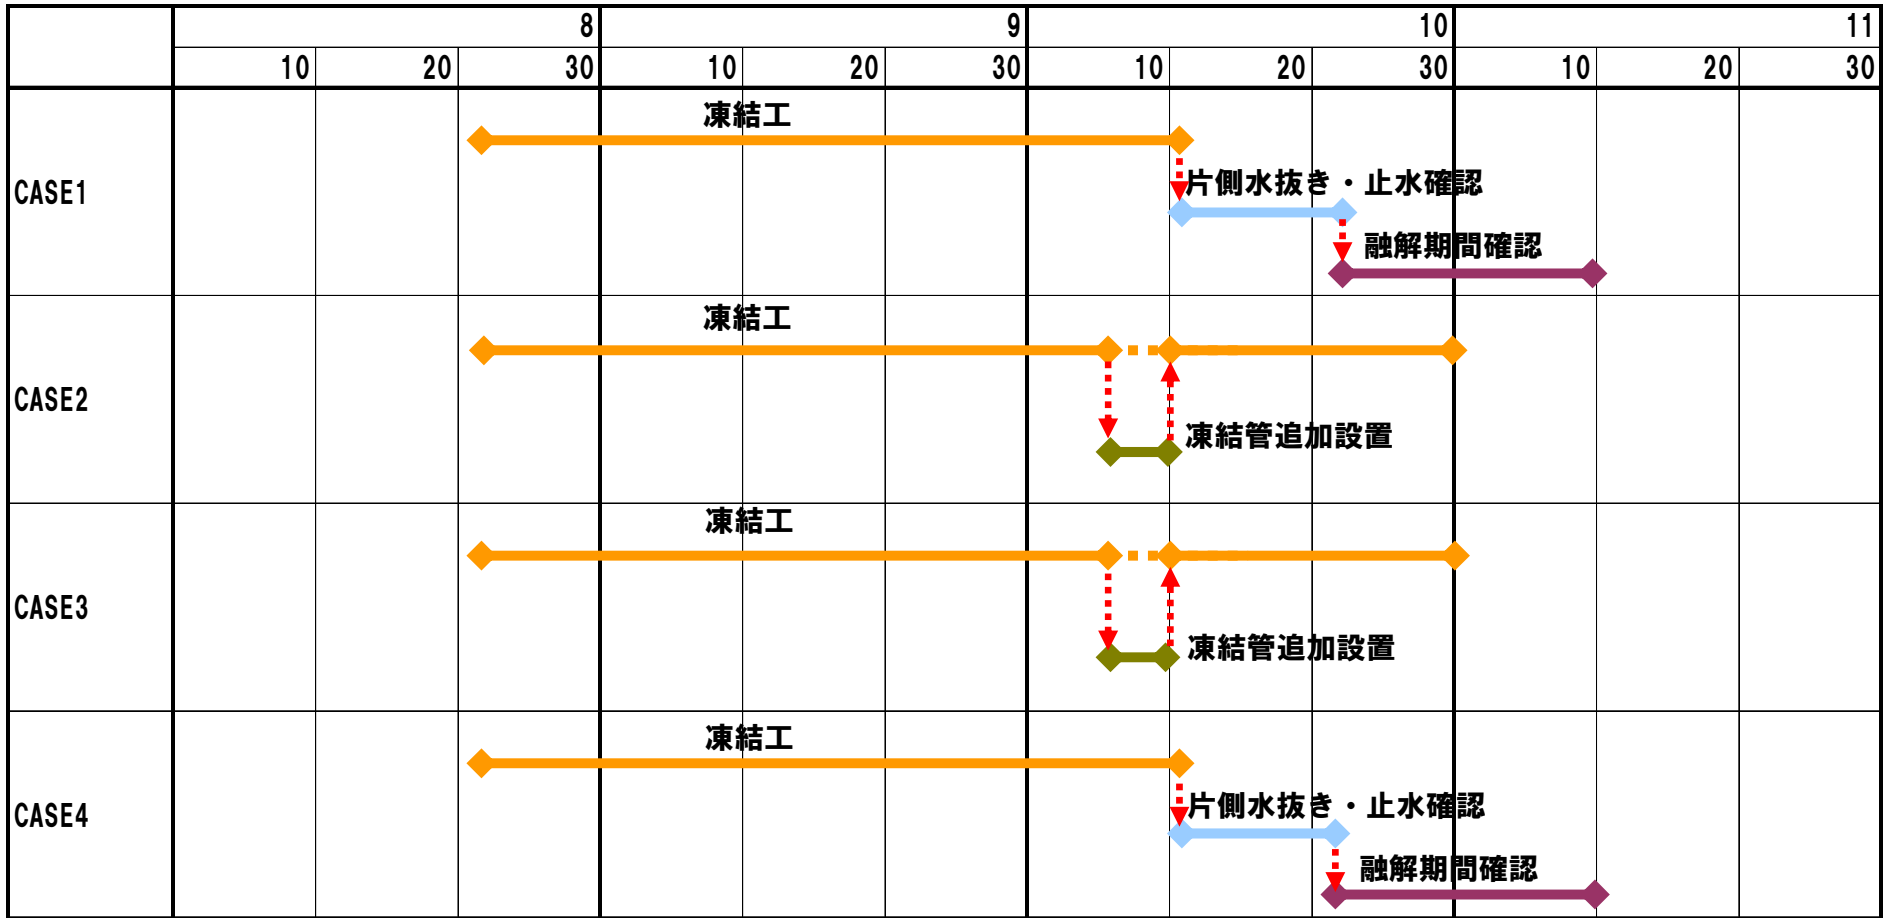 8 9 10 11
10 20 30 10 20 30 10 20 30 10 20 30
凍結工
CASE1
片側水抜き・止水確認
融解期間確認
凍結工
CASE2
凍結管追加設置
凍結工
CASE3
凍結管追加設置
凍結工
CASE4
片側水抜き・止水確認
融解期間確認